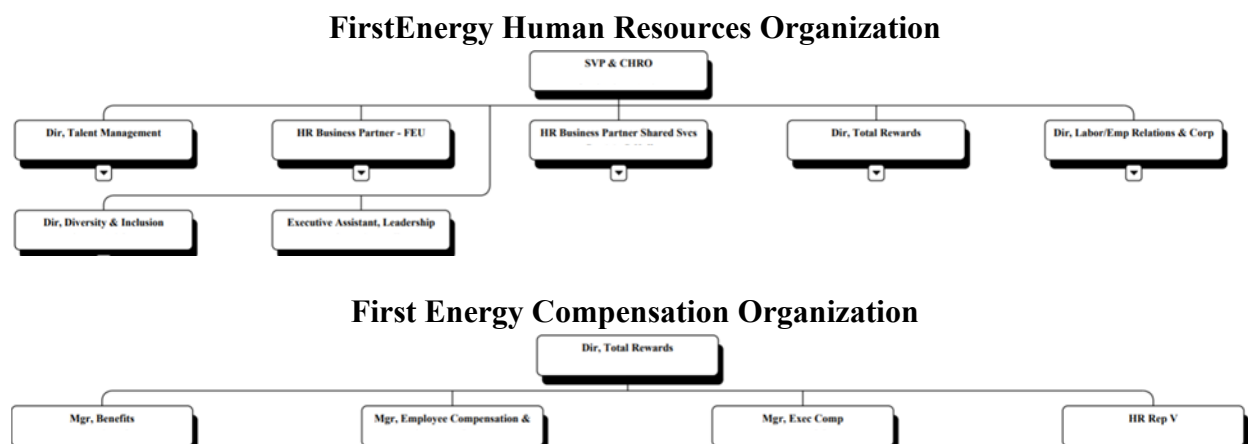 FirstEnergy Human Resources Organization
SVP & CHRO
Dir, Talent Management
HR Business Partner - FEU
HR Business Partner Shared Svcs
Dir, Total Rewards
Dir, Labor/Emp Relations & Corp
Dir, Diversity & Inclusion
Executive Assistant, Leadership
First Energy Compensation Organization
Dir, Total Rewards
Mgr, Benefits
Mgr, Employee Compensation &
Mgr, Exec Comp
HR Rep V